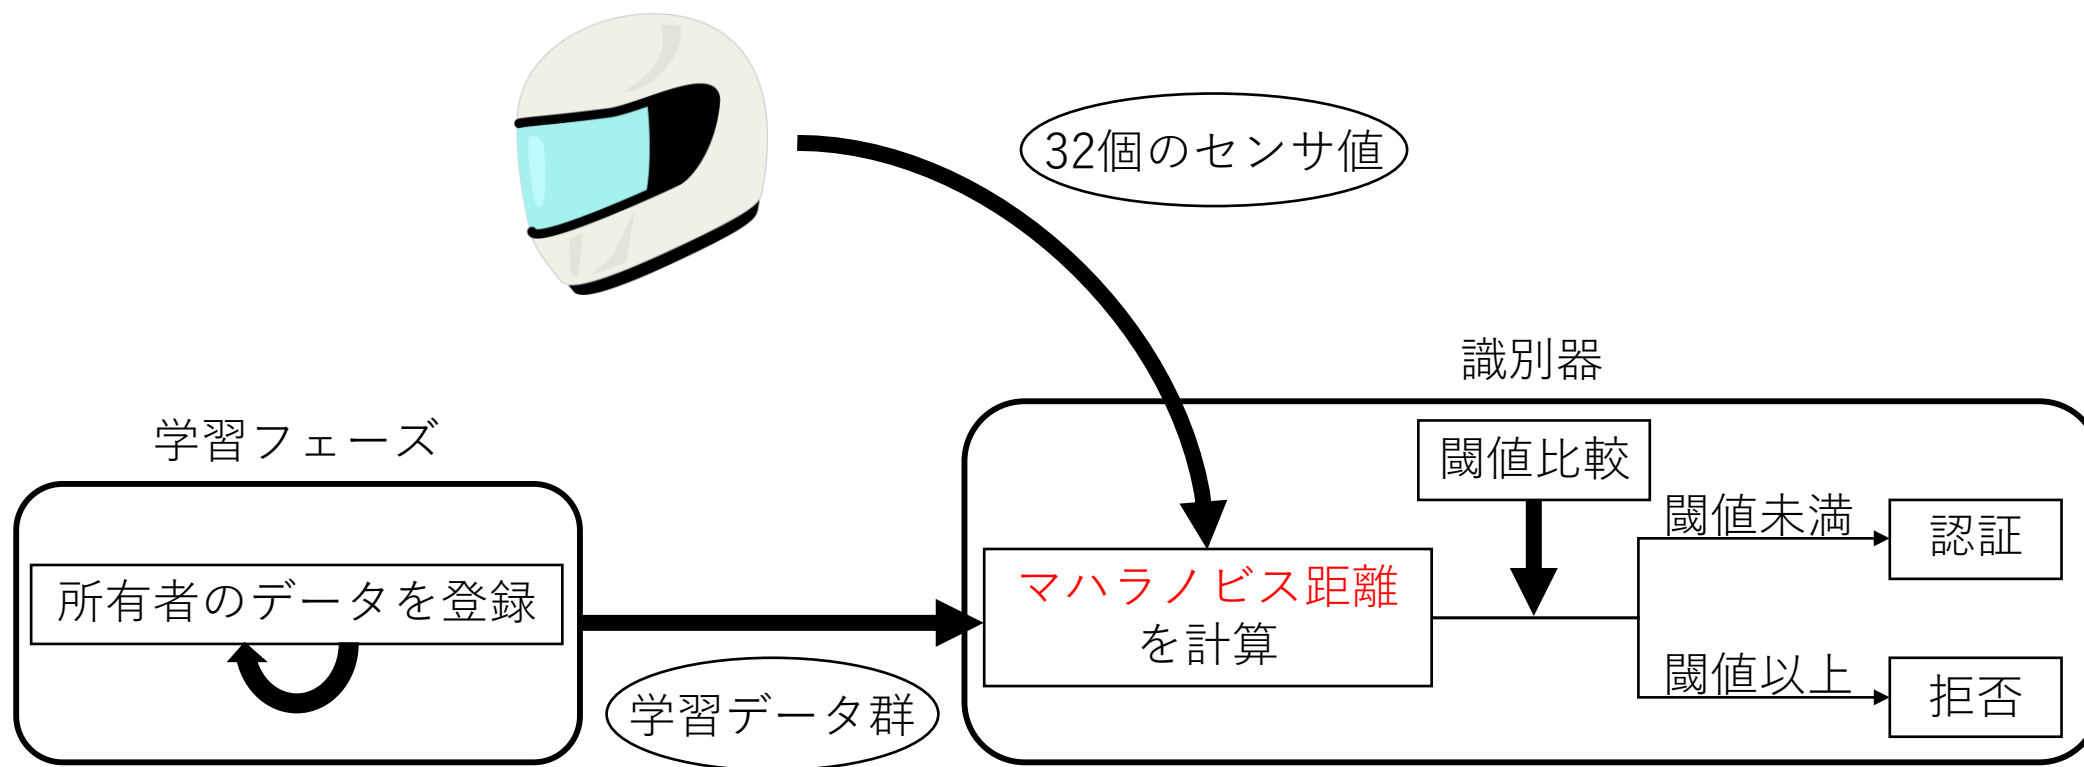 32個のセンサ値
識別器
学習フェーズ
閾値比較
閾値未満
認証
所有者のデータを登録
マハラノビス距離
を計算
閾値以上
拒否
学習データ群